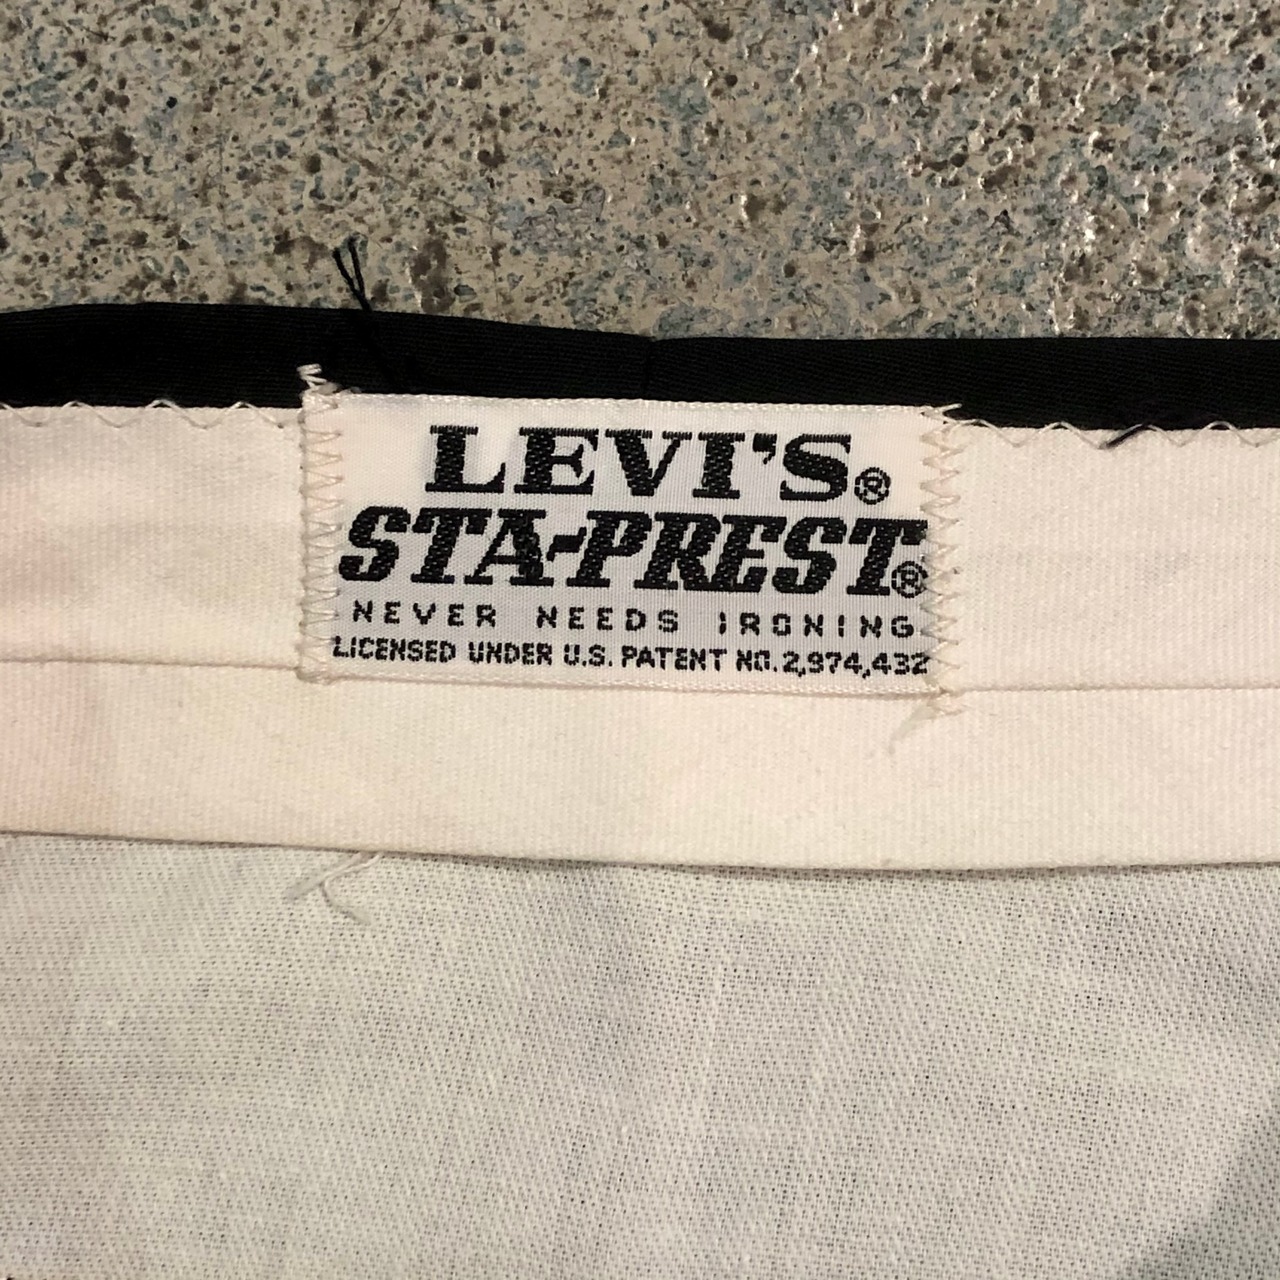 LEVI'S®
STA-PREST®
NEVER NEEDS IRONING
LICENSED UNDER U.S. PATENT NO. 2,974,432